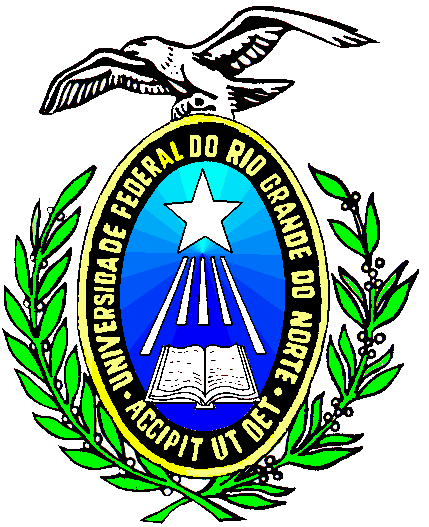 UNIVERSIDADE FEDERAL DO RIO GRANDE DO NORTE
ACCIPIT UT DET